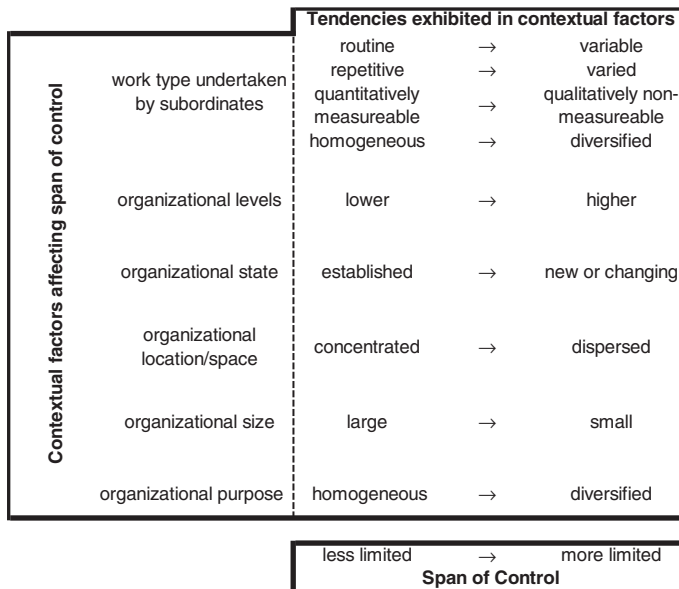 Tendencies exhibited in contextual factors
Contextual factors affecting span of control
work type undertaken
by subordinates
routine → variable
repetitive → varied
quantitatively
measureable
→
qualitatively non-
measureable
homogeneous → diversified
organizational levels lower → higher
organizational state established → new or changing
organizational
location/space
concentrated → dispersed
organizational size large → small
organizational purpose homogeneous → diversified
less limited → more limited
Span of Control